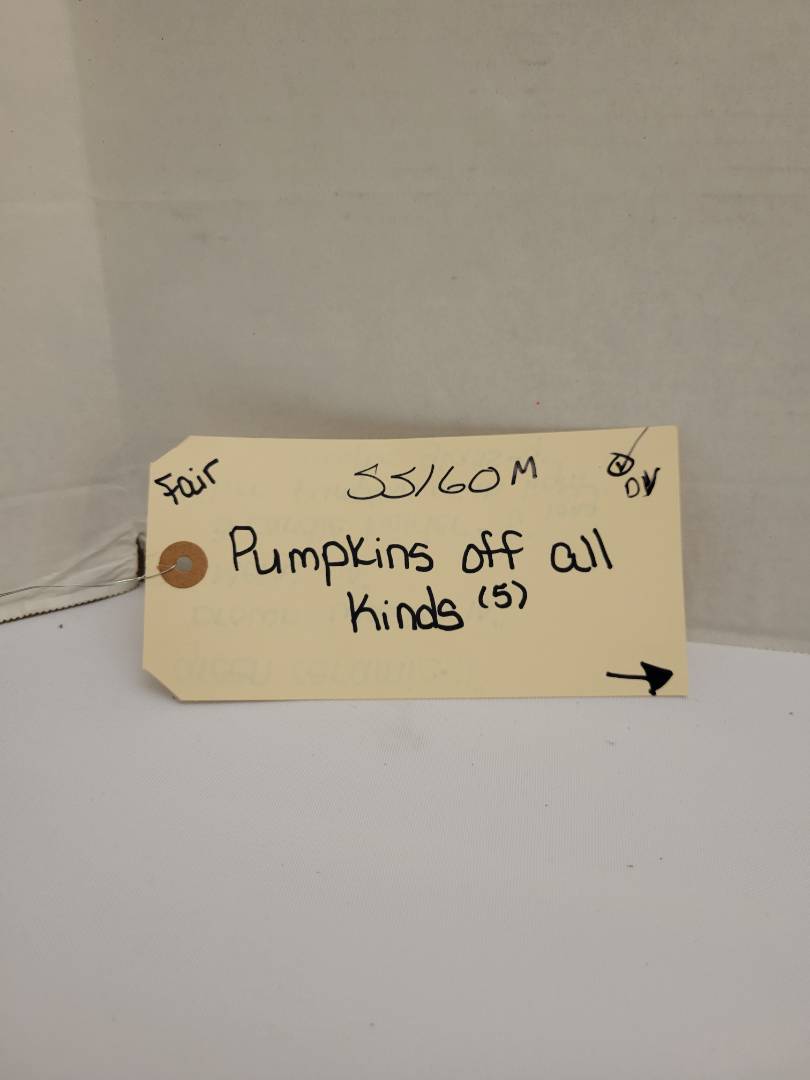 Fair
SS160M
DV
Pumpkins off all
Kinds (5)